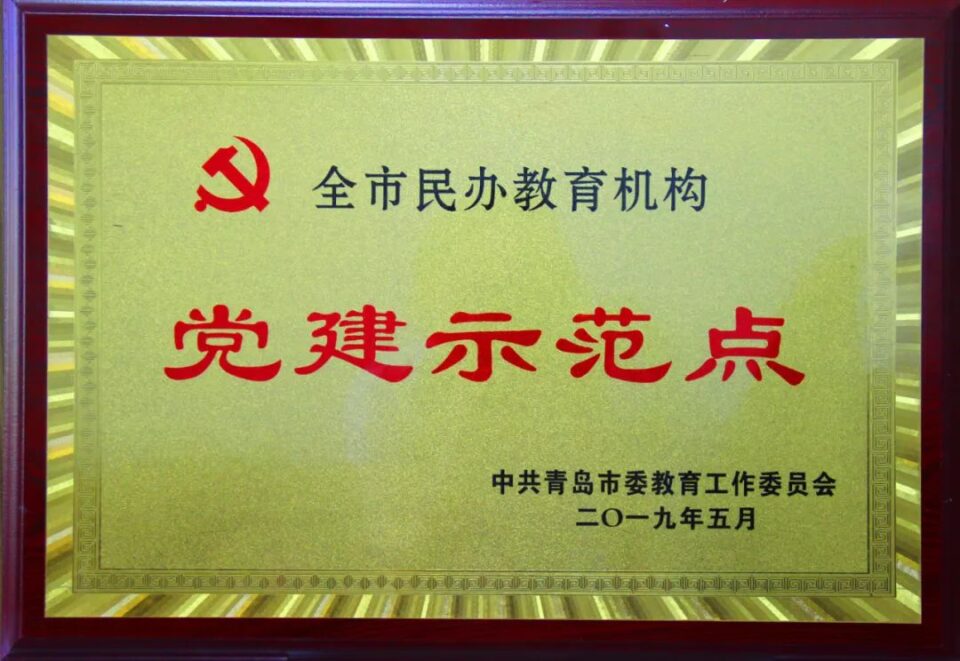 全市民办教育机构
党建示范点
中共青岛市委教育工作委员会
二〇一九年五月